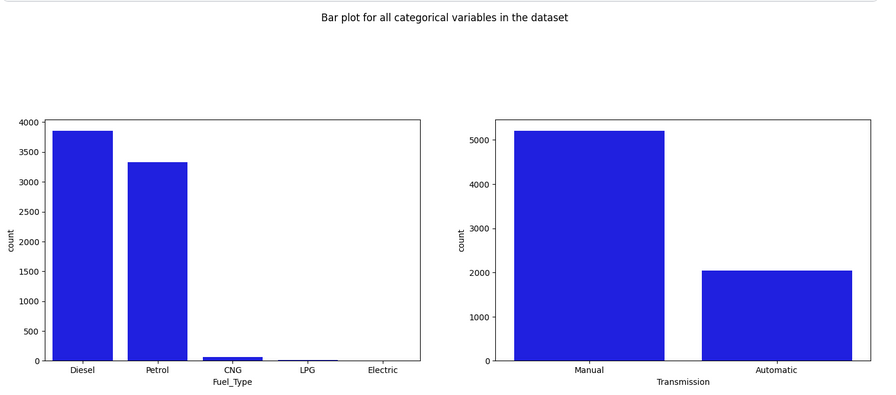 Bar plot for all categorical variables in the dataset
4000
3500
3000
2500
2000
1500
1000
500
0
count
Diesel Petrol CNG LPG Electric
Fuel_Type
5000
4000
3000
2000
1000
0
count
Manual Automatic
Transmission